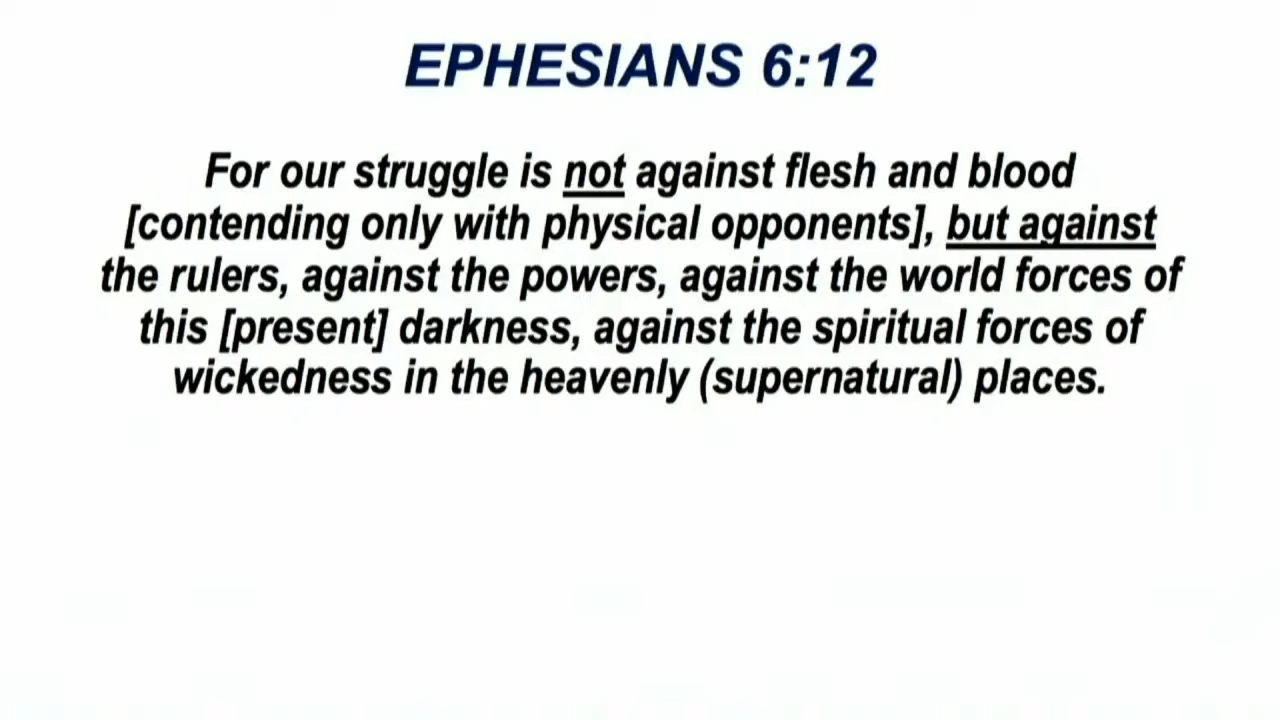 EPHESIANS 6:12
For our struggle is not against flesh and blood
[contending only with physical opponents], but against
the rulers, against the powers, against the world forces of
this [present] darkness, against the spiritual forces of
wickedness in the heavenly (supernatural) places.